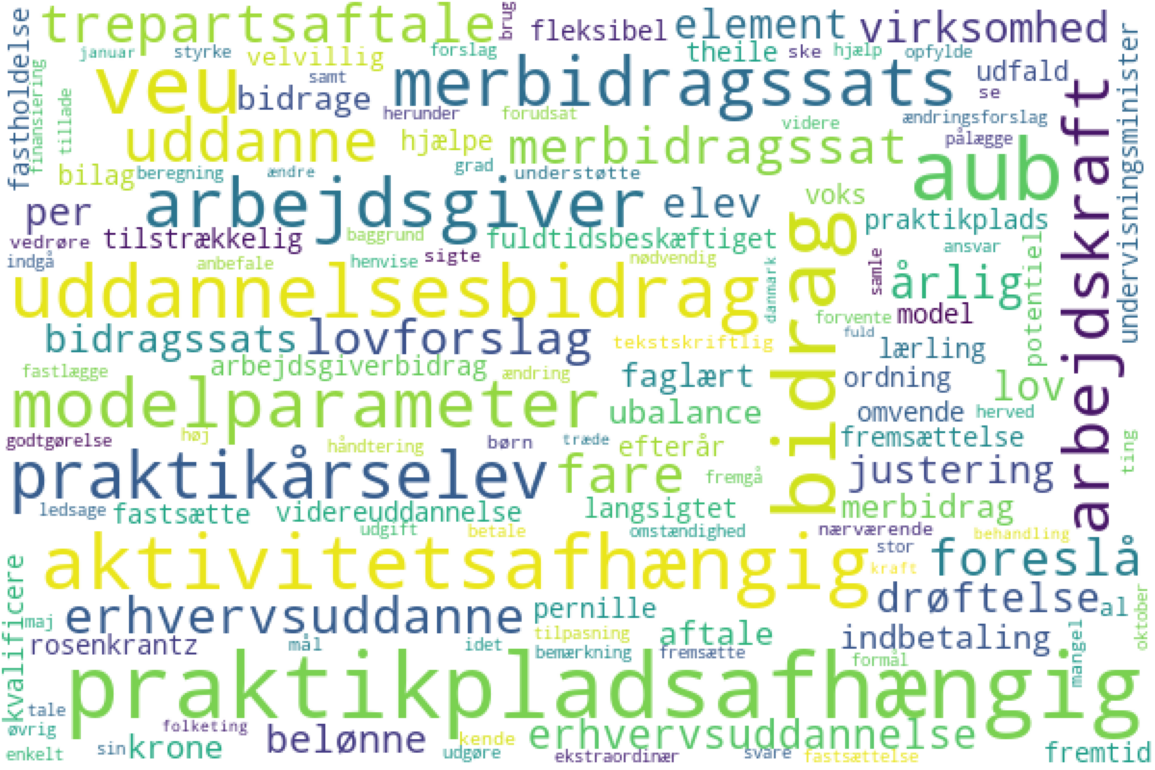 fastholdelse
trepartsaftale
brug
fleksibel
element
virksomhed
januar
styrke
velvillig
forslag
theile
ske
hjælp
opfylde
undervisningsminister
finansiering
tillade
veu
bidrage
samt
herunder
merbidragssats
udfald
se
arbejdskraft
uddanne
hjælpe
forudsat
merbidragssat
videre
ændringsforslag
pålægge
aub
bilag
beregning
ændre
grad
understøtte
per
arbejdsgiver
elev
voks
praktikplads
vedrøre
tilstrækkelig
baggrund
fuldtidsbeskæftiget
bidrag
ansvar
potentiel
indgå
anbefale
henvise
sigte
nødvendig
danmark
samle
årlig
uddannelsesbidrag
forvente
model
bidragssats
lovforslag
tekstskriftlig
fuld
lærling
fastlægge
arbejdsgiverbidrag
ændring
faglært
ordning
lov
modelparameter
ubalance
omvende
herved
godtgørelse
høj
håndtering
børn
træde
efterår
fremsættelse
ting
praktikårselev
fare
fremgå
justering
ledsage
fastsætte
videreuddannelse
langsigtet
merbidrag
udgift
betale
omstændighed
nærværende
behandling
kvalificere
aktivitetsafhængig
kraft
stor
foreslå
maj
erhvervsuddanne
pernille
drøftelse
al
oktober
rosenkrantz
mål
idet
tilpasning
bemærkning
aftale
fremsætte
indbetaling
mangel
formål
praktikpladsafhængig
tale
øvrig
folketing
enkelt
sin
krone
belønne
kende
udgøre
erhvervsuddannelse
ekstraordinær
svare
fastsættelse
fremtid